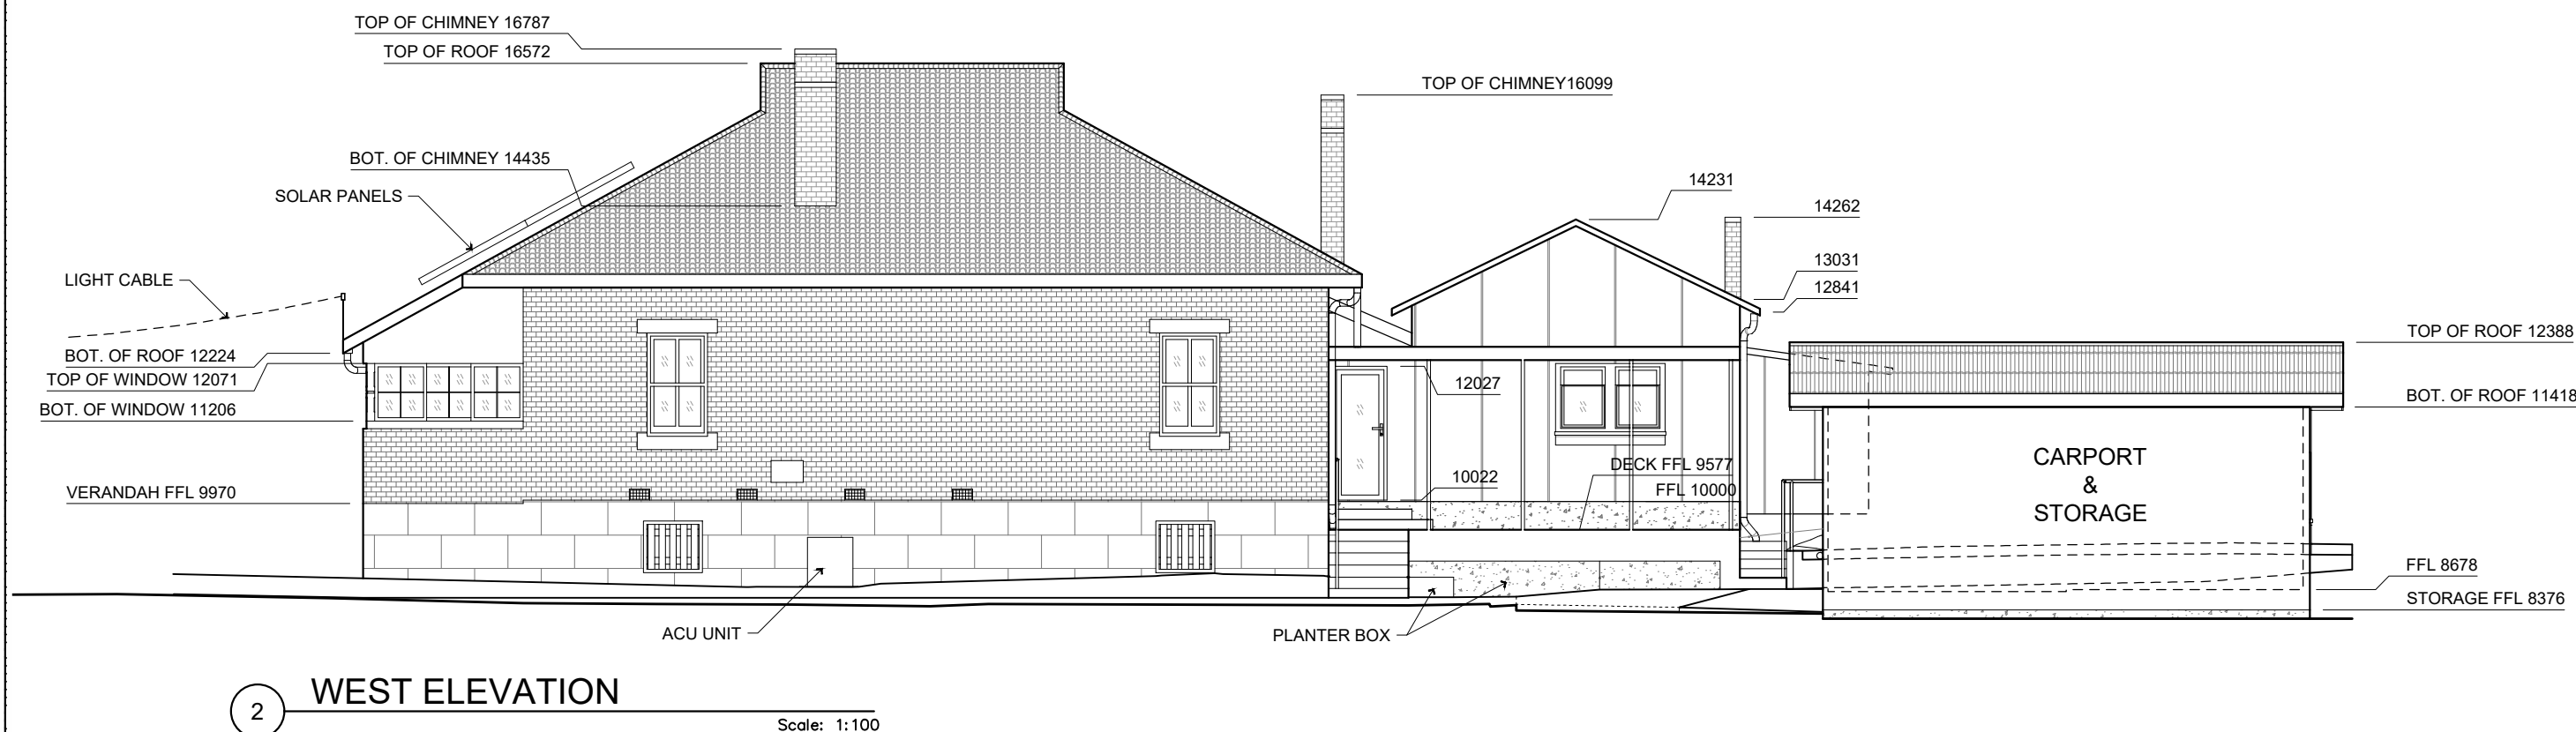 TOP OF CHIMNEY 16787
TOP OF ROOF 16572
TOP OF CHIMNEY16099
BOT. OF CHIMNEY 14435
SOLAR PANELS
14231
14262
LIGHT CABLE
13031
12841
BOT. OF ROOF 12224
TOP OF WINDOW 12071
BOT. OF WINDOW 11206
TOP OF ROOF 12388
12027
BOT. OF ROOF 11418
CARPORT
&
STORAGE
DECK FFL 9577
10022
FFL 10000
VERANDAH FFL 9970
FFL 8678
STORAGE FFL 8376
ACU UNIT
PLANTER BOX
2
WEST ELEVATION
Scale: 1:100